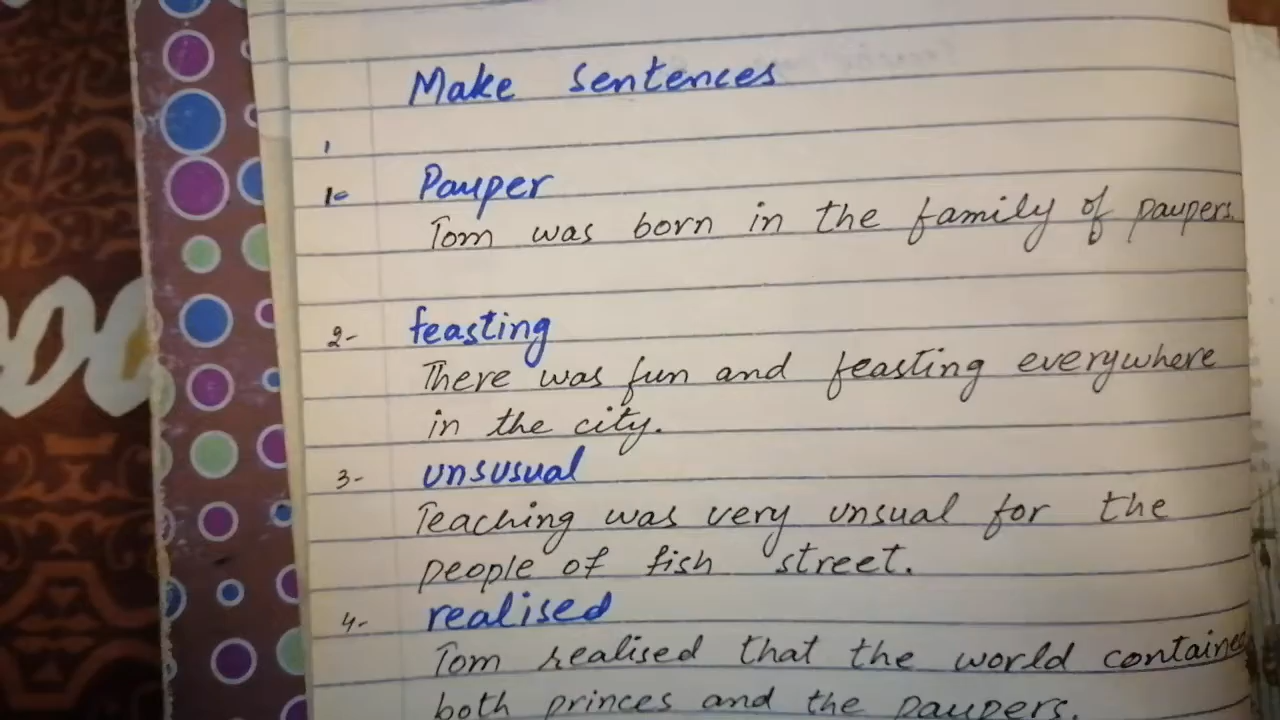 Make Sentences
1- Pauper
Tom was born in the family of paupers.
2- feasting
There was fun and feasting everywhere
in the city.
3- unsusual
Teaching was very unsual for the
people of fish street.
4- realised
Tom realised that the world contained
both princes and the paupers.